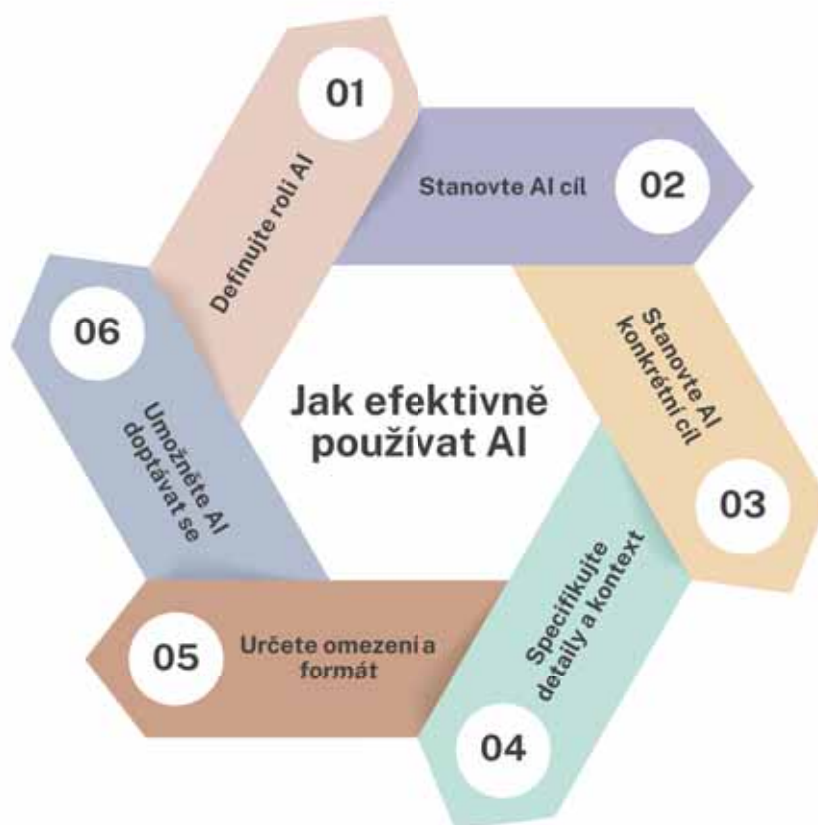 Jak efektivně
používat AI
01
Definujte roli AI
02
Stanovte AI cíl
03
Stanovte AI
konkrétní cíl
04
Specifikujte
detaily a kontext
05
Určete omezení a
formát
06
Umožněte AI
doptávat se